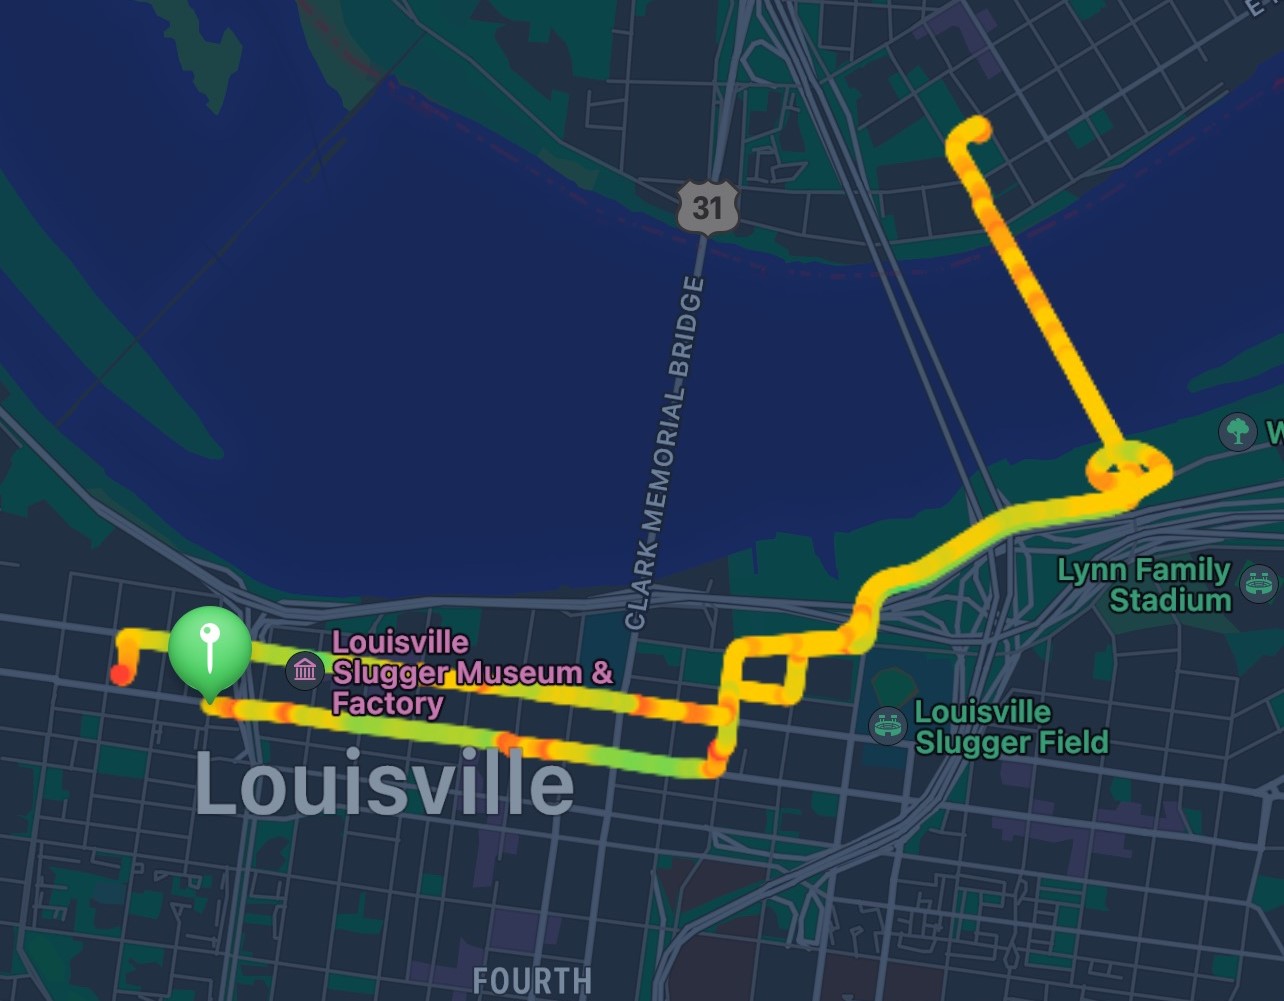 31
CLARK MEMORIAL BRIDGE
Lynn Family
Stadium
Louisville
Slugger Museum &
Factory
Louisville
Slugger Field
Louisville
FOURTH